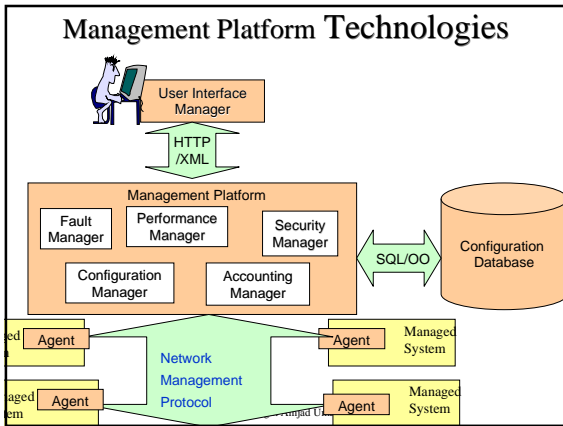 Management Platform Technologies
User Interface
Manager
HTTP
/XML
Management Platform
Fault
Manager
Performance
Manager
Security
Manager
Configuration
Manager
Accounting
Manager
SQL/OO
Configuration
Database
Agent
Agent
Managed
System
Network
Management
Protocol
Agent
Agent
Managed
System
Amjad